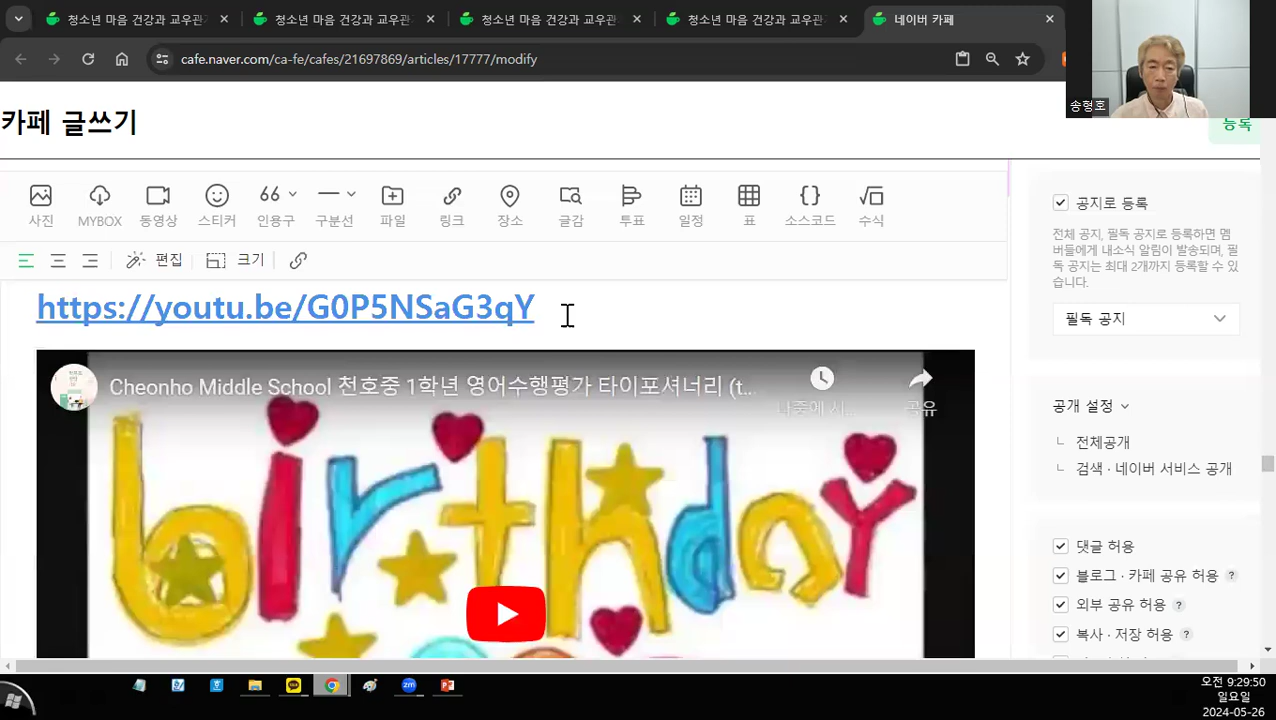 청소년 마음 건강과 교우관
청소년 마음 건강과 교우관
청소년 마음 건강과 교우관
청소년 마음 건강과 교우관
네이버 카페
cafe.naver.com/ca-fe/cafes/21697869/articles/17777/modify
송형호
카페 글쓰기
등록
사진
MYBOX
동영상
스티커
인용구
구분선
파일
링크
장소
글감
투표
일정
표
소스코드
수식
편집
크기
https://youtu.be/G0P5NSaG3qY
Cheonho Middle School 천호중 1학년 영어수행평가 타이포셔너리 (t...
나중에 시...
공유
birthday
공지로 등록
전체 공지, 필독 공지로 등록하면 멤
버들에게 내소식 알림이 발송되며, 필
독 공지는 최대 2개까지 등록할 수 있
습니다.
필독 공지
공개 설정
전체공개
검색 · 네이버 서비스 공개
댓글 허용
블로그 · 카페 공유 허용 ?
외부 공유 허용 ?
복사 · 저장 허용 ?
zm
오전 9:29:50
일요일
2024-05-26